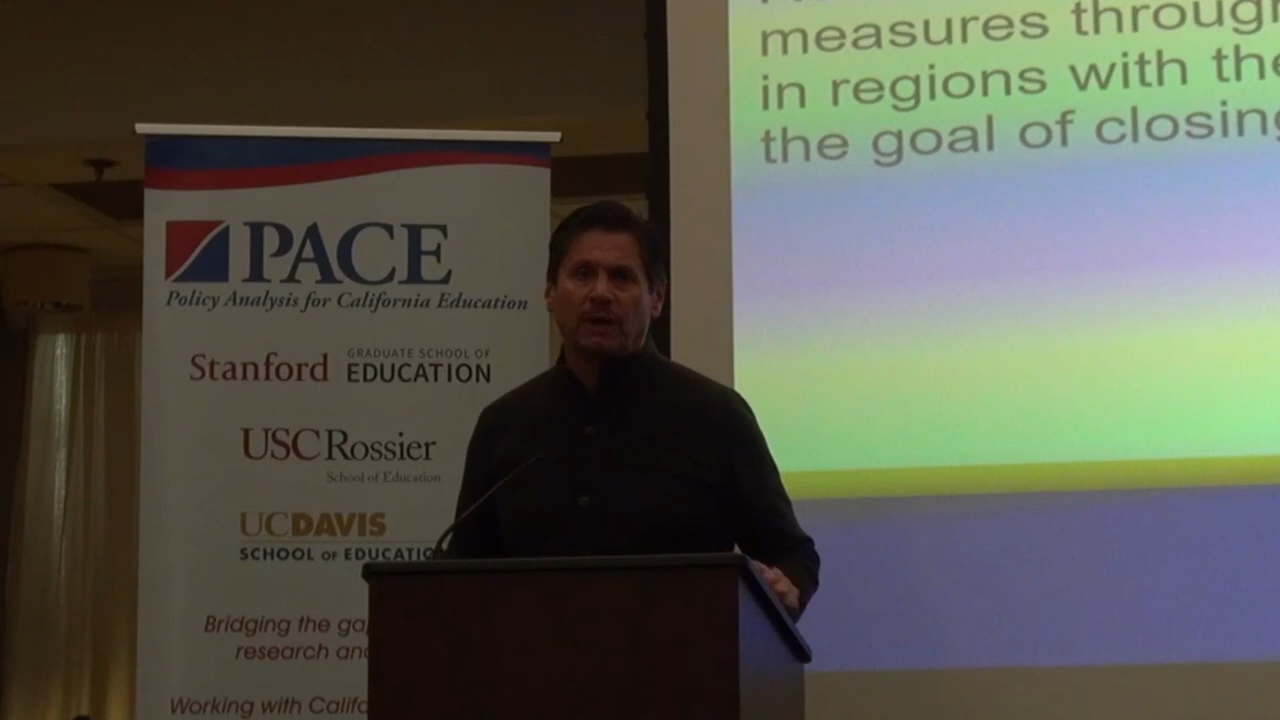 PACE
Policy Analysis for California Education
Stanford GRADUATE SCHOOL OF EDUCATION
USC Rossier
School of Education
UC DAVIS
SCHOOL OF EDUCATIO
Bridging the ga
research an
Working with Califo
measures throug
in regions with the
the goal of closing